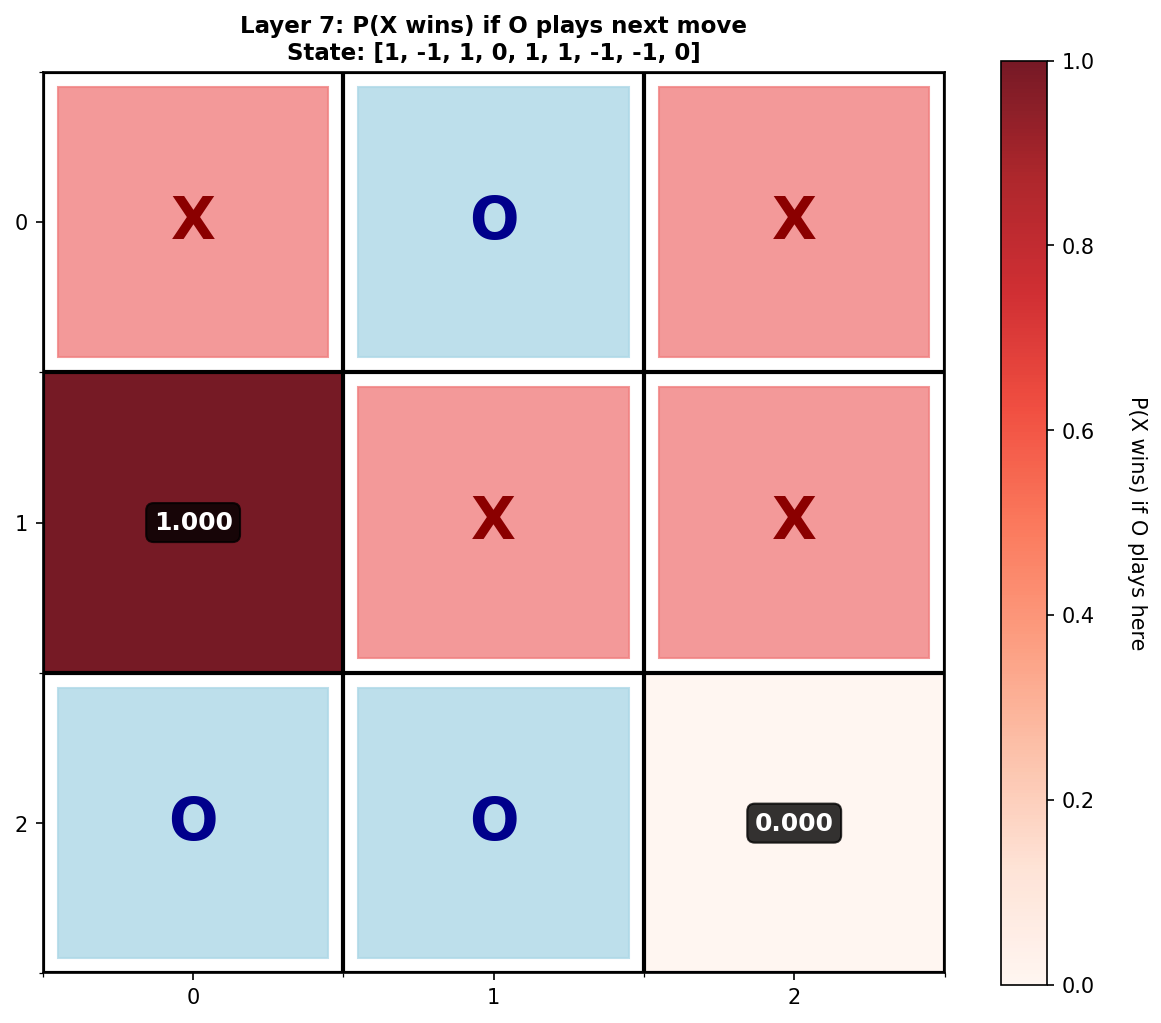 Layer 7: P(X wins) if O plays next move
State: [1, -1, 1, 0, 1, 1, -1, -1, 0]
X O X
1.000 X X
O O 0.000
0
1
2
0 1 2
1.0
0.8
0.6
0.4
0.2
0.0
P(X wins) if O plays here